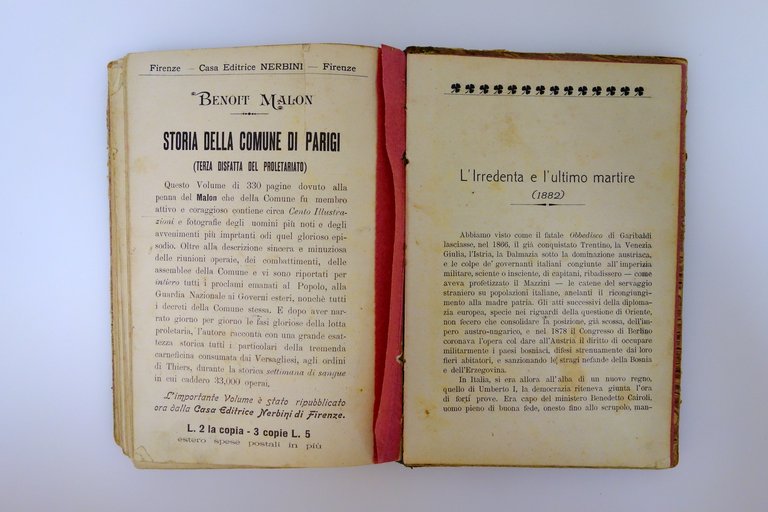 Firenze — Casa Editrice NERBINI — Firenze
BENOIT MALON
STORIA DELLA COMUNE DI PARIGI
(TERZA DISFATTA DEL PROLETARIATO)
Questo Volume di 330 pagine dovuto alla
penna del Malon che della Comune fu membro
attivo e coraggioso contiene circa Cento Illustra-
zioni e fotografie degli uomini più noti e degli
avvenimenti più imprtanti odi quel glorioso epi-
sodio. Oltre alla descrizione sincera e minuziosa
delle riunioni operaie, dei combattimenti, delle
assemblee della Comune e vi sono riportati per
intiero tutti i proclami emanati al Popolo, alla
Guardia Nazionale ai Governi esteri, nonchè tutti
i decreti della Comune stessa. E dopo aver nar-
rato giorno per giorno le fasi gloriose della lotta
proletaria, l'autore racconta con una grande esat-
tezza storica tutti i particolari della tremenda
carneficina consumata dai Versagliesi, agli ordini
di Thiers, durante la storica settimana di sangue
in cui caddero 33,000 operai,
L'importante Volume è stato ripubblicato
ora dalla Casa Editrice Nerbini di Firenze.
L. 2 la copia - 3 copie L. 5
estero spese postali in più
L'Irredenta e l'ultimo martire
(1882)
Abbiamo visto come il fatale Obbedisco di Garibaldi
lasciasse, nel 1866, il già conquistato Trentino, la Venezia
Giulia, l'Istria, la Dalmazia sotto la dominazione austriaca,
e le colpe de' governanti italiani congiunte all'imperizia
militare, sciente o insciente, di capitani, ribadissero — come
aveva profetizzato il Mazzini — le catene del servaggio
straniero su popolazioni italiane, anelanti il ricongiungi-
mento alla madre patria. Gli atti successivi della diploma-
zia europea, specie nei riguardi della questione di Oriente,
non fecero che consolidare la posizione, già scossa, dell'im-
pero austro-ungarico, e nel 1878 il Congresso di Berlino
coronava l'opera col dare all'Austria il diritto di occupare
militarmente i paesi bosniaci, difesi strenuamente dai loro
fieri abitatori, e sanzionando le stragi nefande della Bosnia
e dell'Erzegovina.
In Italia, si era allora all'alba di un nuovo regno,
quello di Umberto I, la democrazia riteneva giunta l'ora
di forti prove. Era capo del ministero Benedetto Cairoli,
uomo pieno di buona fede, onesto fino allo scrupolo, man-